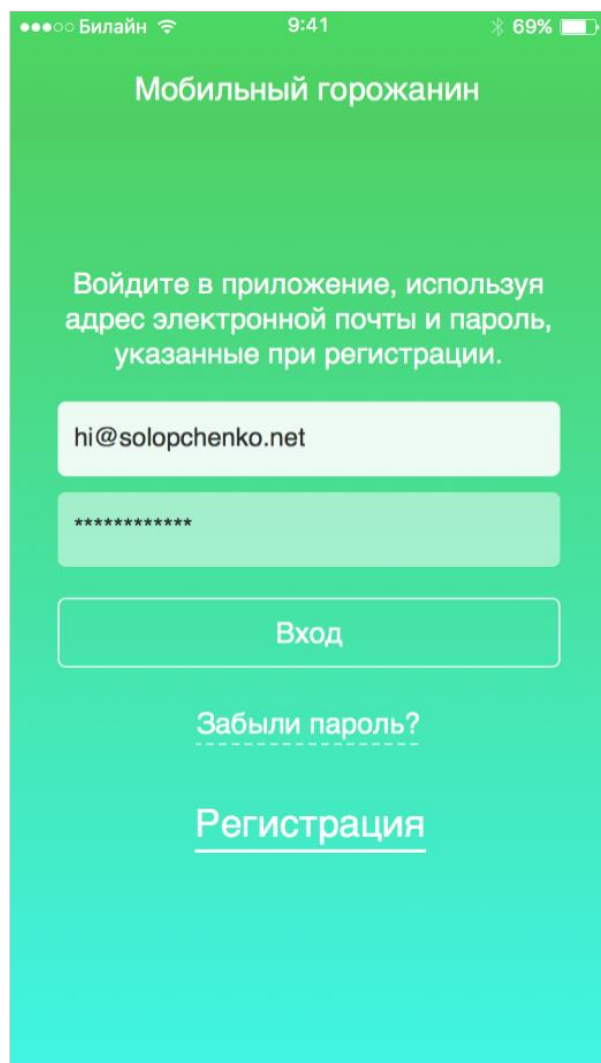 Билайн 9:41 69%
Мобильный горожанин
Войдите в приложение, используя
адрес электронной почты и пароль,
указанные при регистрации.
hi@solopchenko.net
************
Вход
Забыли пароль?
Регистрация